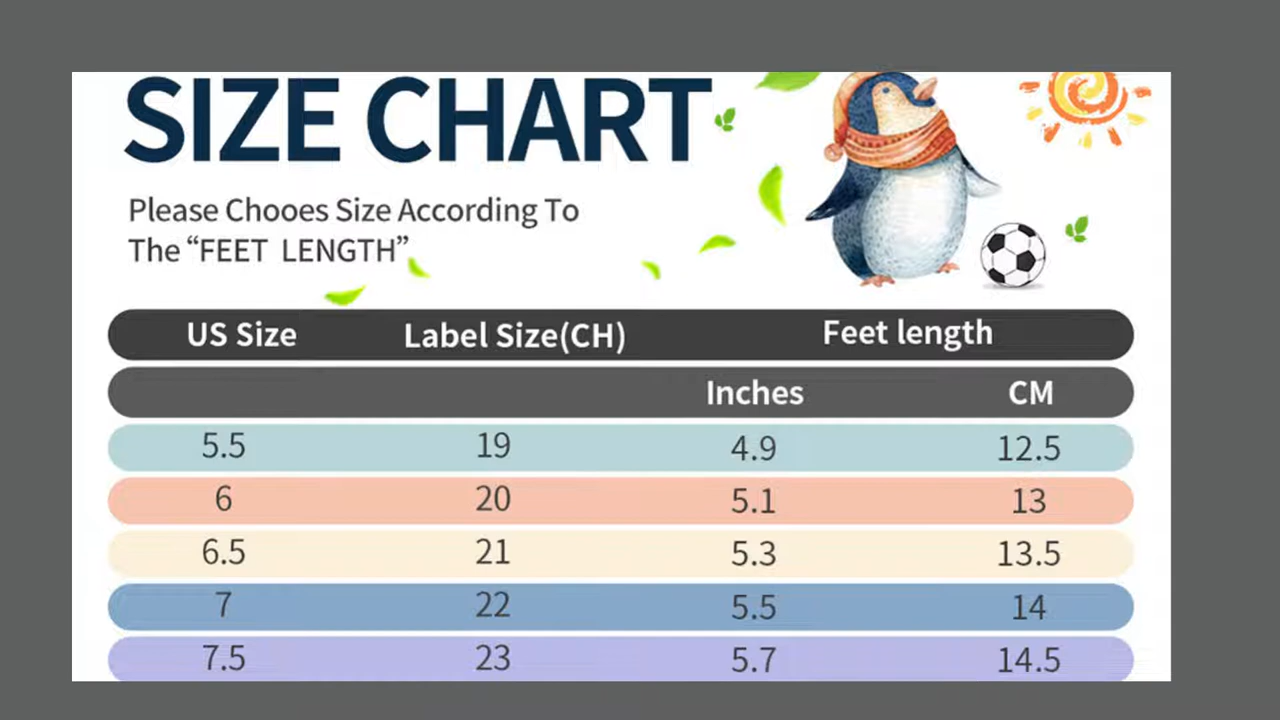 SIZE CHART
Please Chooes Size According To
The “FEET LENGTH”
US Size Label Size(CH) Feet length
Inches CM
5.5 19 4.9 12.5
6 20 5.1 13
6.5 21 5.3 13.5
7 22 5.5 14
7.5 23 5.7 14.5